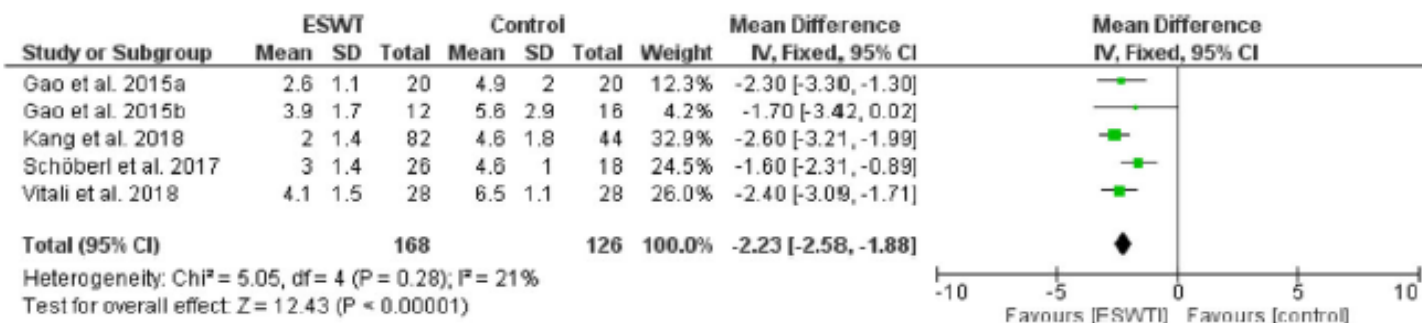 ESWT Control Mean Difference Mean Difference
Study or Subgroup Mean SD Total Mean SD Total Weight IV, Fixed, 95% CI IV, Fixed, 95% CI
Gao et al. 2015a 2.6 1.1 20 4.9 2 20 12.3% -2.30 [-3.30, -1.30]
Gao et al. 2015b 3.9 1.7 12 5.6 2.9 16 4.2% -1.70 [-3.42, 0.02]
Kang et al. 2018 2 1.4 82 4.6 1.8 44 32.9% -2.60 [-3.21, -1.99]
Schöberl et al. 2017 3 1.4 26 4.6 1 18 24.5% -1.60 [-2.31, -0.89]
Vitali et al. 2018 4.1 1.5 28 6.5 1.1 28 26.0% -2.40 [-3.09, -1.71]
Total (95% CI) 168 126 100.0% -2.23 [-2.58, -1.88]
Heterogeneity: Chi² = 5.05, df = 4 (P = 0.28); I² = 21%
Test for overall effect: Z = 12.43 (P < 0.00001)
-10 -5 0 5 10
Favours [ESWTI] Favours [control]